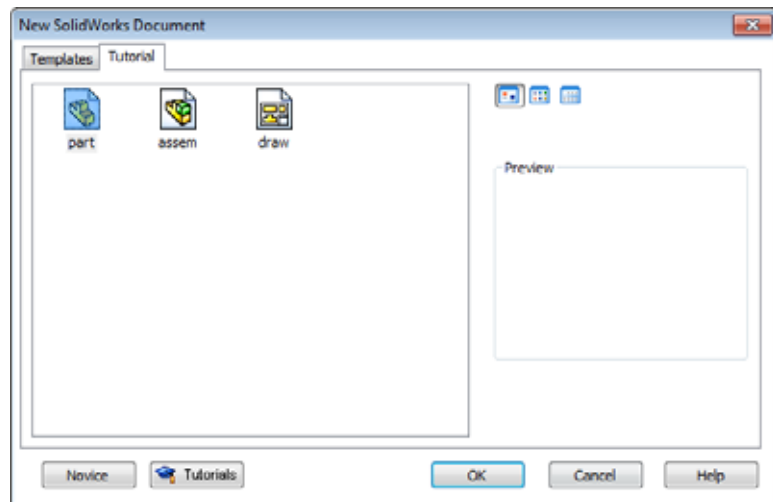 New SolidWorks Document
Templates Tutorial
part assem draw
Preview
Novice Tutorials OK Cancel Help